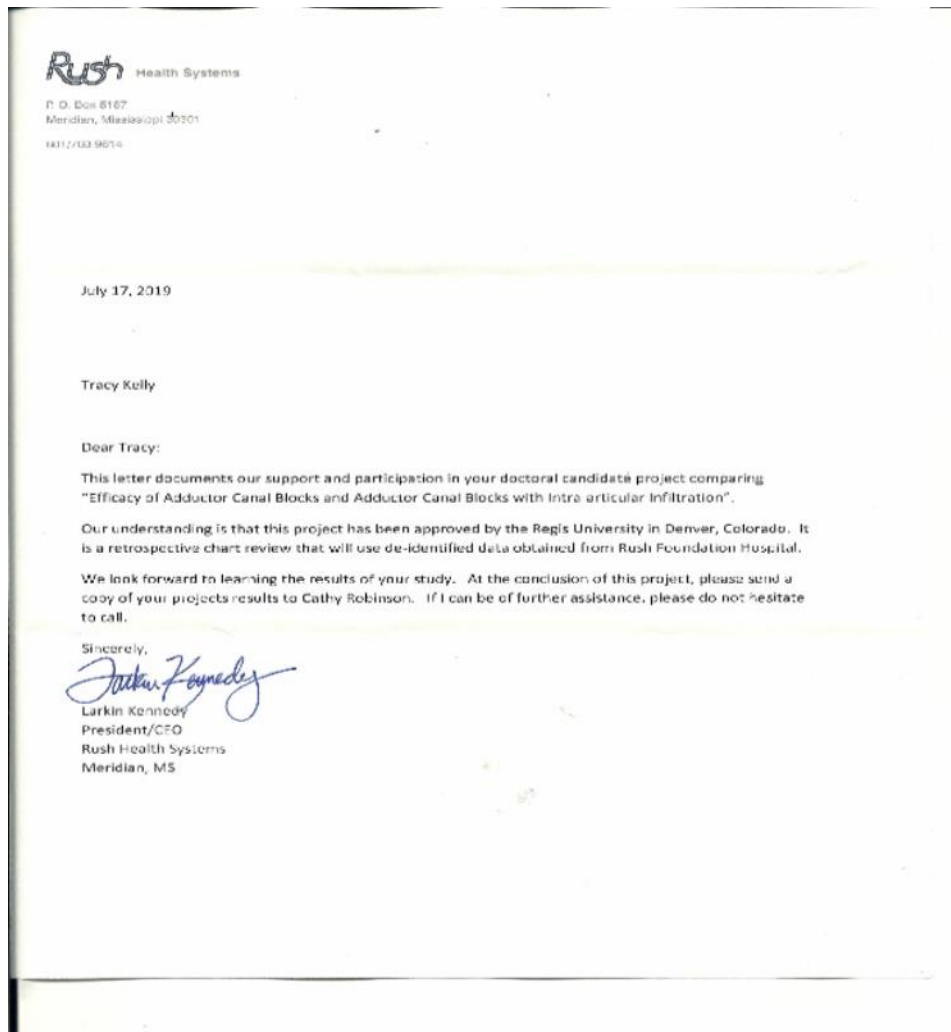 Rush Health Systems
P. O. Box
Meridian, Mississippi
July 17, 2019
Tracy Kelly
Dear Tracy:
This letter documents our support and participation in your doctoral candidate project comparing
"Efficacy of Adductor Canal Blocks and Adductor Canal Blocks with Intra articular Infiltration".
Our understanding is that this project has been approved by the Regis University in Denver, Colorado. It
is a retrospective chart review that will use de-identified data obtained from Rush Foundation Hospital.
We look forward to learning the results of your study. At the conclusion of this project, please send a
copy of your projects results to Cathy Robinson. If I can be of further assistance, please do not hesitate
to call.
Sincerely,
Larkin Kennedy
Larkin Kennedy
President/CEO
Rush Health Systems
Meridian, MS